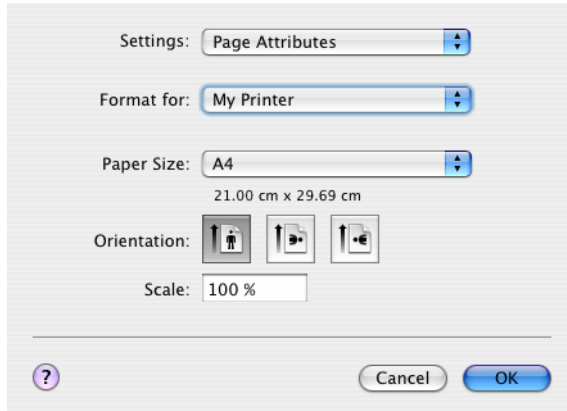 Settings: Page Attributes
Format for: My Printer
Paper Size: A4
21.00 cm x 29.69 cm
Orientation:
Scale: 100 %
? Cancel OK